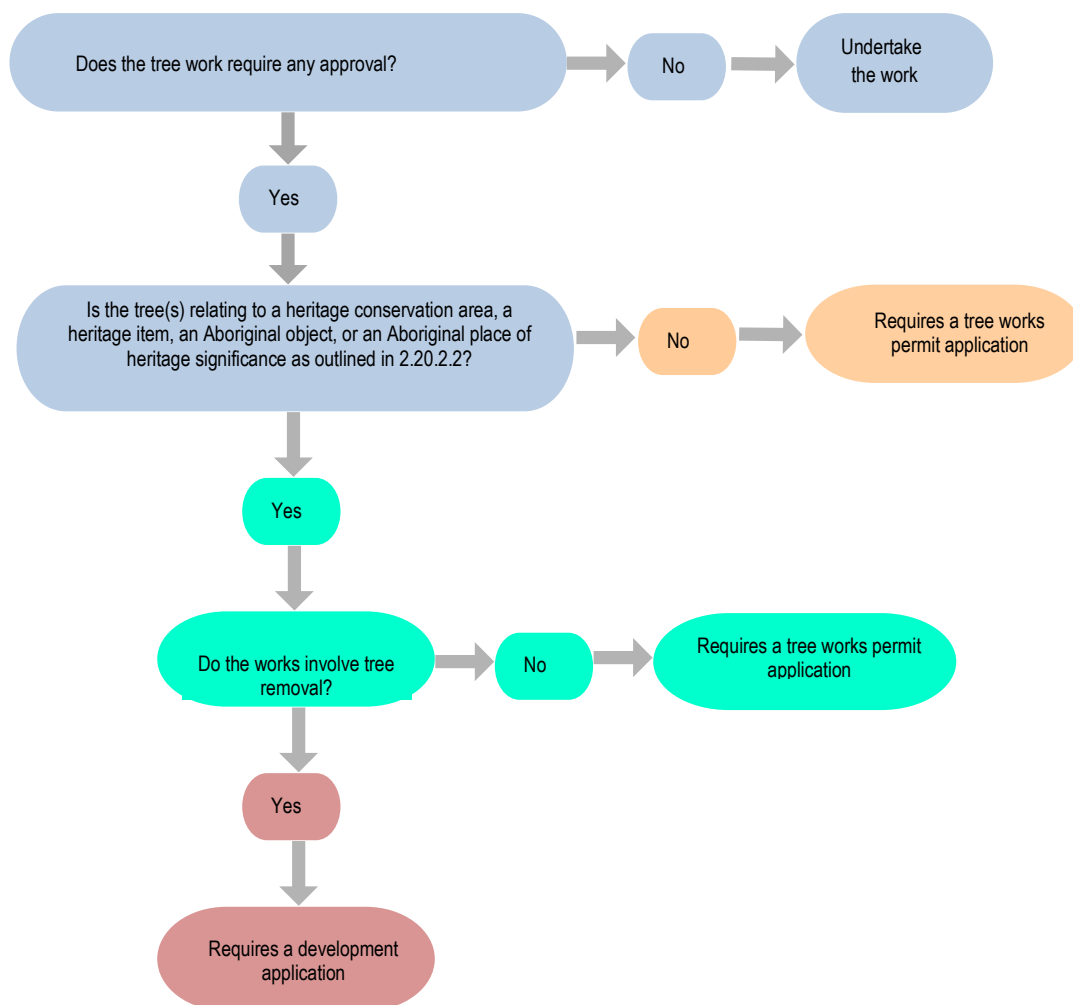 Does the tree work require any approval?
No
Undertake
the work
Yes
Is the tree(s) relating to a heritage conservation area, a
heritage item, an Aboriginal object, or an Aboriginal place of
heritage significance as outlined in 2.20.2.2?
No
Requires a tree works
permit application
Yes
Do the works involve tree
removal?
No
Requires a tree works permit
application
Yes
Requires a development
application